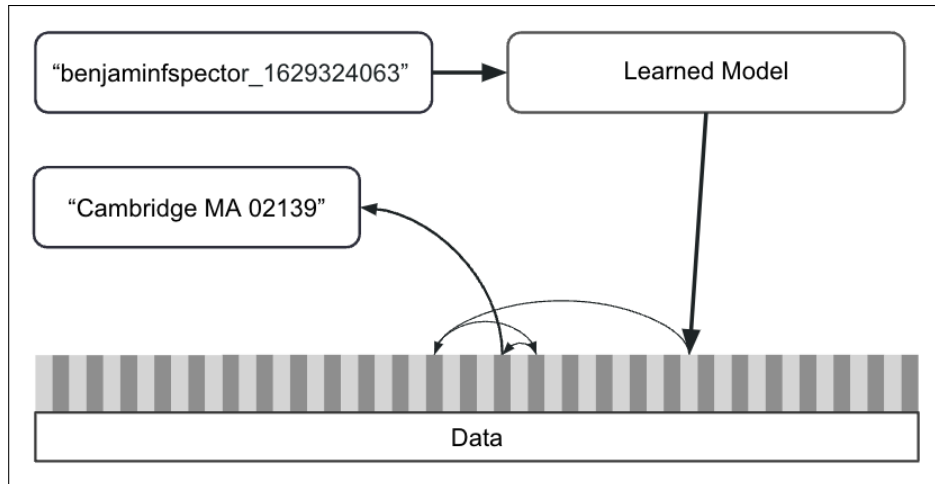 “benjaminfspector_1629324063”
Learned Model
“Cambridge MA 02139”
Data